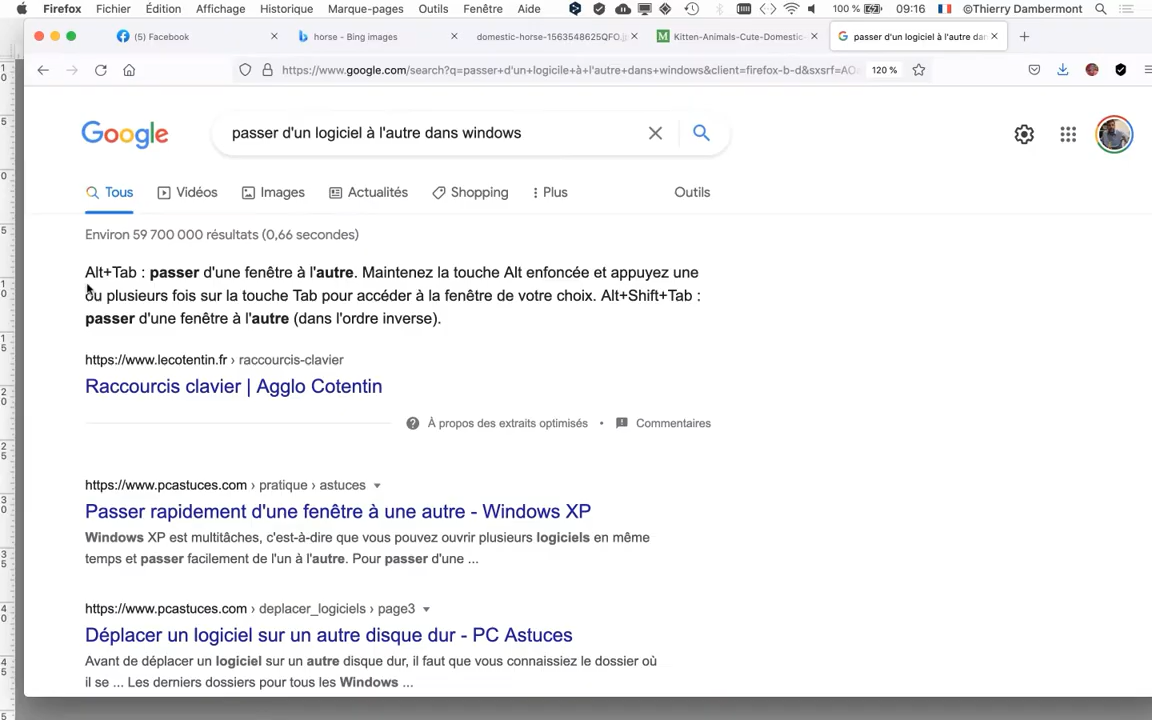 Firefox Fichier Édition Affichage Historique Marque-pages Outils Fenêtre Aide 100 % 09:16 ©Thierry Dambermont
(5) Facebook horse - Bing images domestic-horse-1563548625QFO.j Kitten-Animals-Cute-Domestic- passer d'un logiciel à l'autre dan
https://www.google.com/search?q=passer+d'un+logicile+à+l'autre+dans+windows&client=firefox-b-d&sxsrf=AO 120 %
Google passer d'un logiciel à l'autre dans windows
Tous Vidéos Images Actualités Shopping Plus Outils
Environ 59 700 000 résultats (0,66 secondes)
Alt+Tab : passer d'une fenêtre à l'autre. Maintenez la touche Alt enfoncée et appuyez une
ou plusieurs fois sur la touche Tab pour accéder à la fenêtre de votre choix. Alt+Shift+Tab :
passer d'une fenêtre à l'autre (dans l'ordre inverse).
https://www.lecotentin.fr › raccourcis-clavier
Raccourcis clavier | Agglo Cotentin
À propos des extraits optimisés • Commentaires
https://www.pcastuces.com › pratique › astuces
Passer rapidement d'une fenêtre à une autre - Windows XP
Windows XP est multitâches, c'est-à-dire que vous pouvez ouvrir plusieurs logiciels en même
temps et passer facilement de l'un à l'autre. Pour passer d'une ...
https://www.pcastuces.com › deplacer_logiciels › page3
Déplacer un logiciel sur un autre disque dur - PC Astuces
Avant de déplacer un logiciel sur un autre disque dur, il faut que vous connaissiez le dossier où
il se ... Les derniers dossiers pour tous les Windows ...